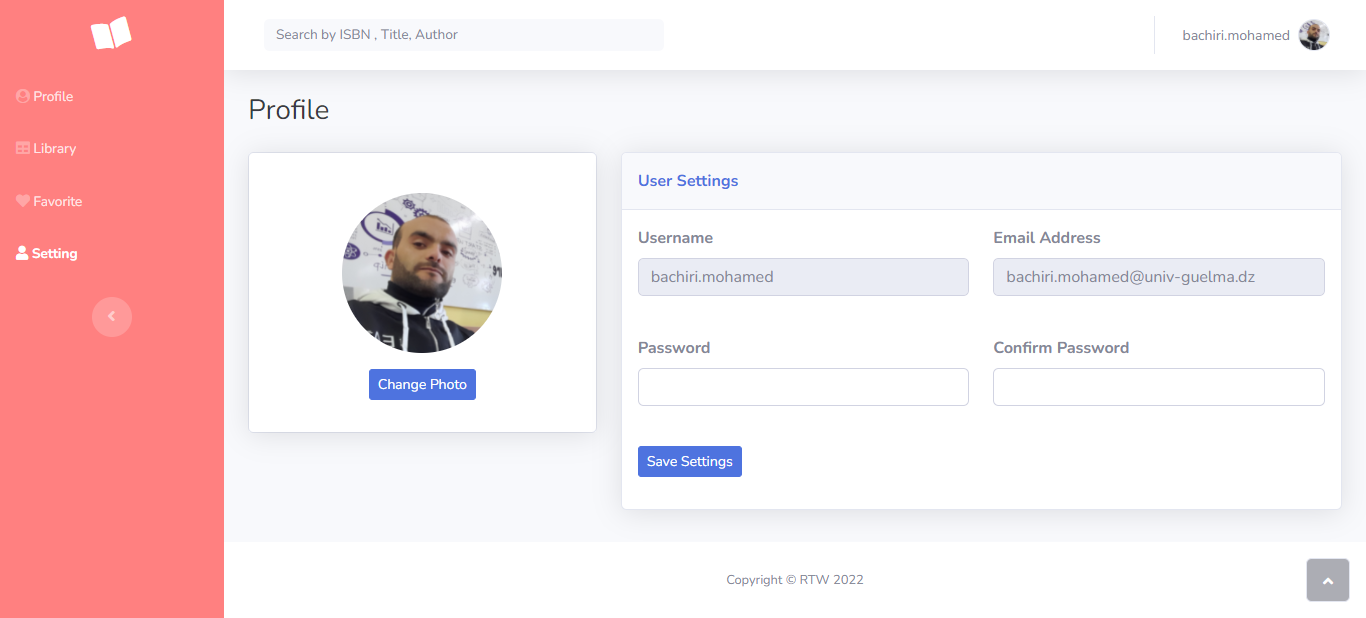 Search by ISBN , Title, Author
bachiri.mohamed
Profile
Library
Favorite
Setting
Profile
Change Photo
User Settings
Username
Email Address
bachiri.mohamed
bachiri.mohamed@univ-guelma.dz
Password
Confirm Password
Save Settings
Copyright © RTW 2022